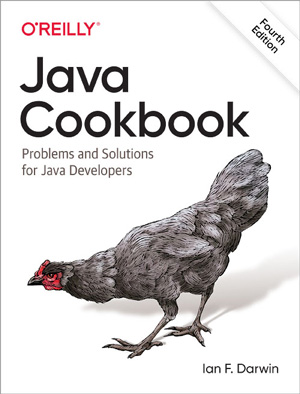 O'REILLY®
Fourth
Edition
Java
Cookbook
Problems and Solutions
for Java Developers
Ian F. Darwin